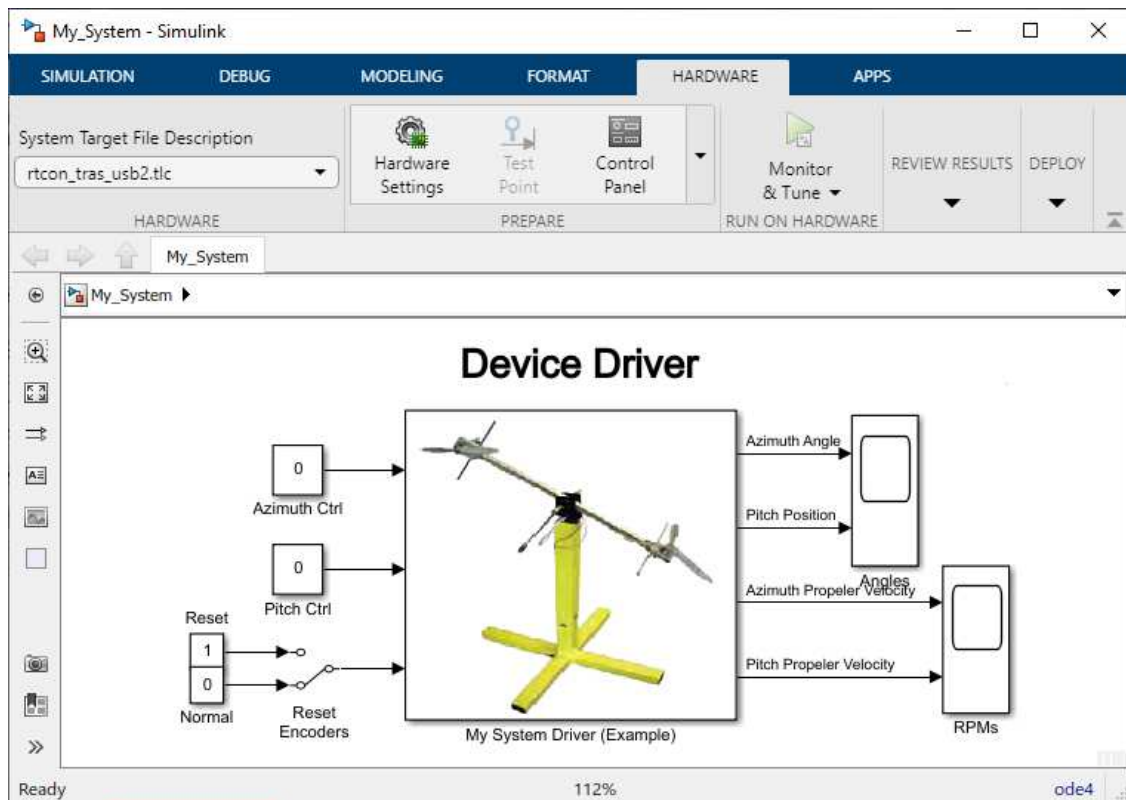 My_System - Simulink
SIMULATION DEBUG MODELING FORMAT HARDWARE APPS
System Target File Description
rtcon_tras_usb2.tlc
Hardware Settings
Test Point
Control Panel
Monitor & Tune
REVIEW RESULTS
DEPLOY
HARDWARE PREPARE RUN ON HARDWARE
My_System
My_System
Device Driver
0
Azimuth Ctrl
0
Pitch Ctrl
Reset
1
0
Normal
Reset
Encoders
My System Driver (Example)
Azimuth Angle
Pitch Position
Angles
Azimuth Propeler Velocity
Pitch Propeler Velocity
RPMs
Ready 112% ode4